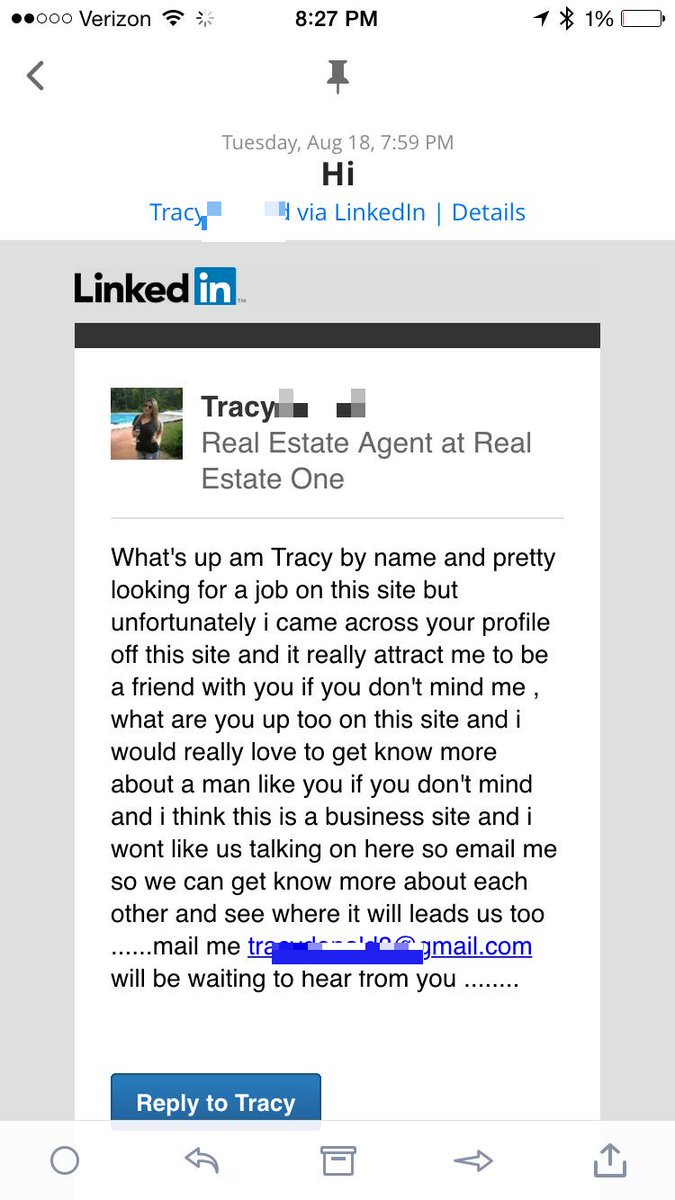 Verizon 8:27 PM 1%
Tuesday, Aug 18, 7:59 PM
Hi
Tracy via LinkedIn | Details
Linked in ™
Tracy
Real Estate Agent at Real
Estate One
What's up am Tracy by name and pretty
looking for a job on this site but
unfortunately i came across your profile
off this site and it really attract me to be
a friend with you if you don't mind me ,
what are you up too on this site and i
would really love to get know more
about a man like you if you don't mind
and i think this is a business site and i
wont like us talking on here so email me
so we can get know more about each
other and see where it will leads us too
......mail me @gmail.com
will be waiting to hear from you ........
Reply to Tracy